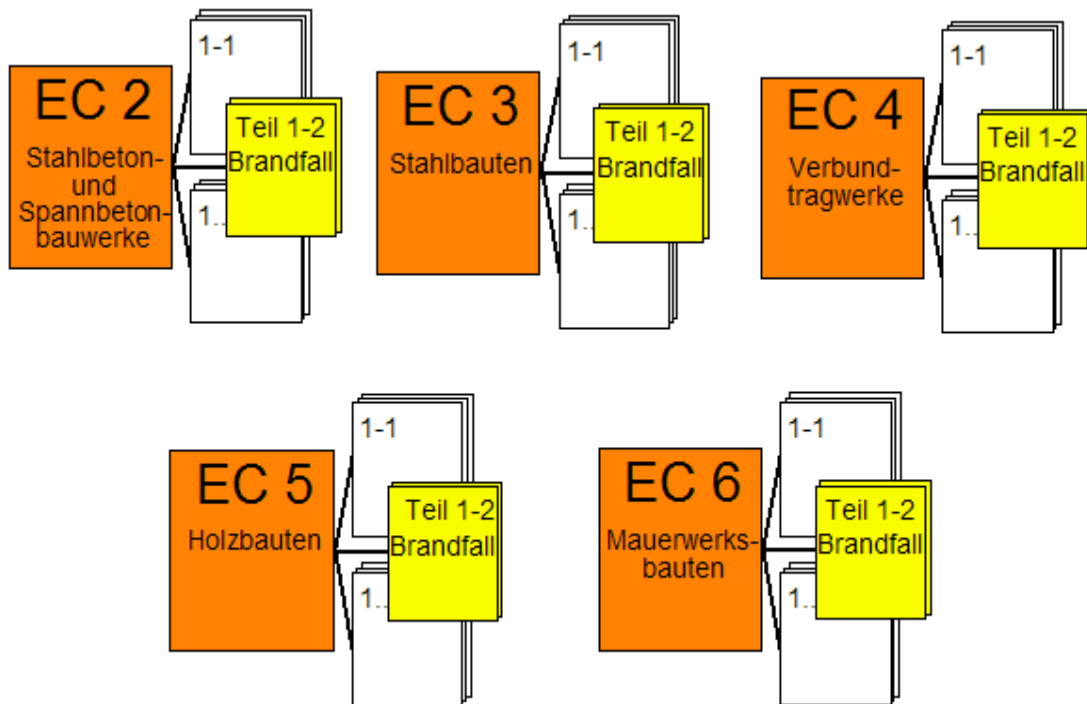 EC 2
Stahlbeton-
und
Spannbeton-
bauwerke
1-1
Teil 1-2
Brandfall
1..
EC 3
Stahlbauten
1-1
Teil 1-2
Brandfall
1..
EC 4
Verbund-
tragwerke
1-1
Teil 1-2
Brandfall
1..
EC 5
Holzbauten
1-1
Teil 1-2
Brandfall
1..
EC 6
Mauerwerks-
bauten
1-1
Teil 1-2
Brandfall
1..